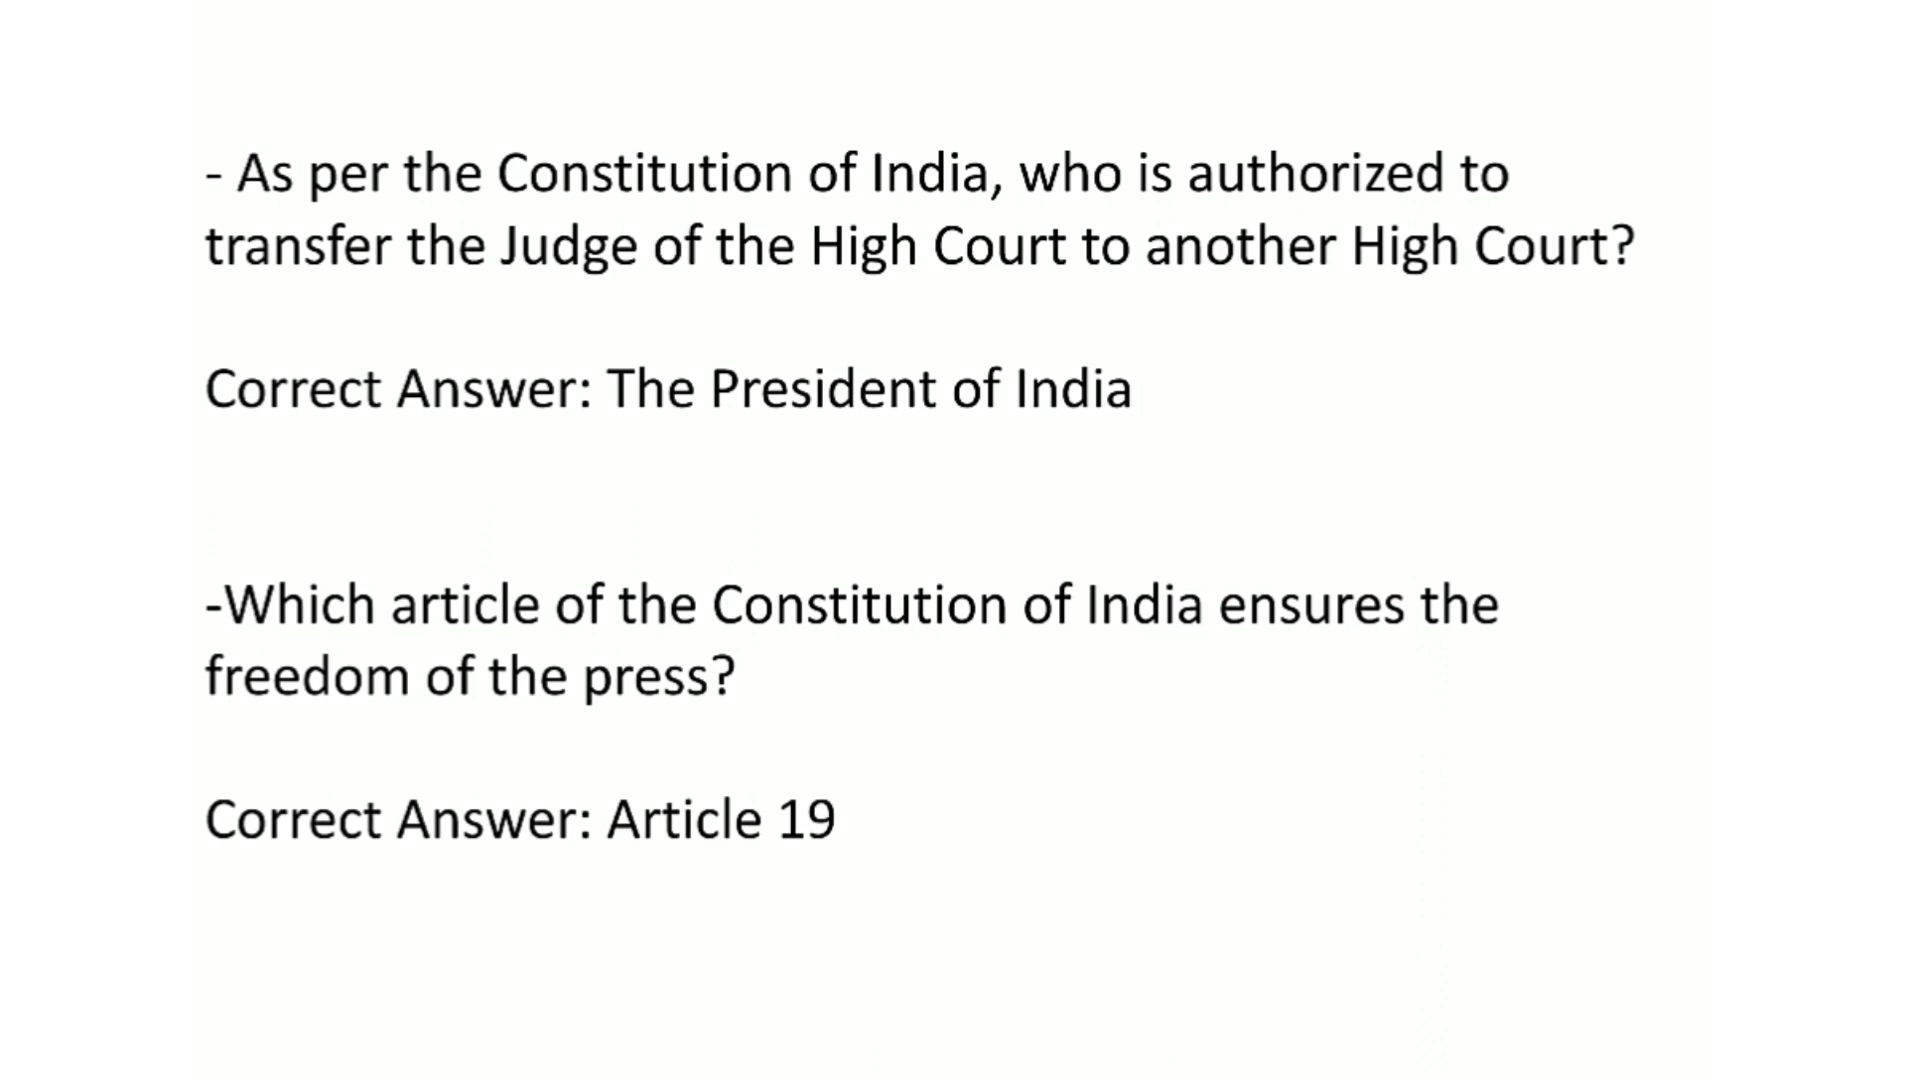 - As per the Constitution of India, who is authorized to
transfer the Judge of the High Court to another High Court?
Correct Answer: The President of India
-Which article of the Constitution of India ensures the
freedom of the press?
Correct Answer: Article 19